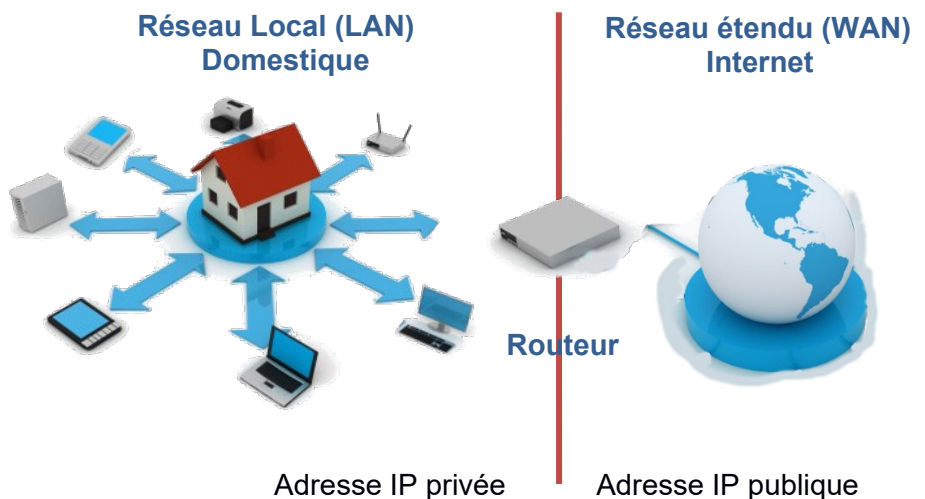 Réseau Local (LAN)
Domestique
Réseau étendu (WAN)
Internet
Routeur
Adresse IP privée
Adresse IP publique